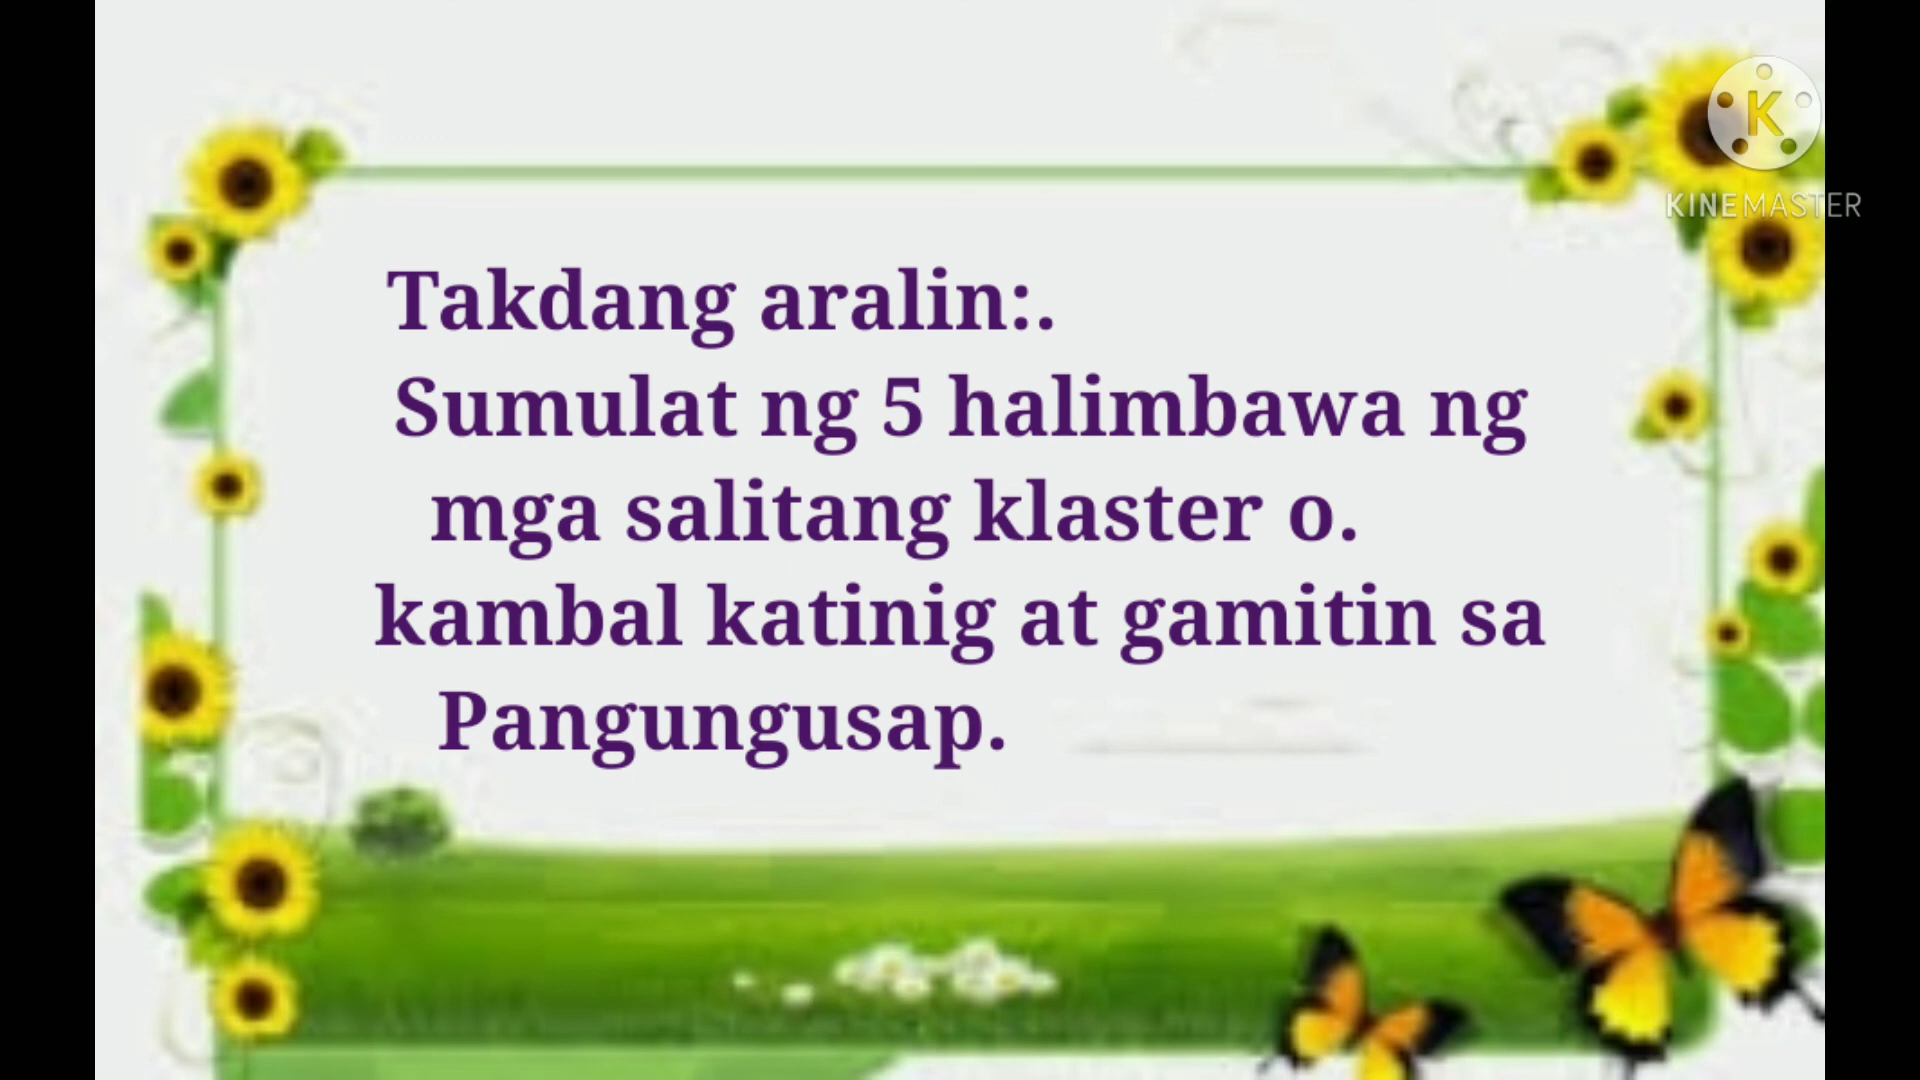 Takdang aralin:.
Sumulat ng 5 halimbawa ng
mga salitang klaster o.
kambal katinig at gamitin sa
Pangungusap.
K
KINEMASTER